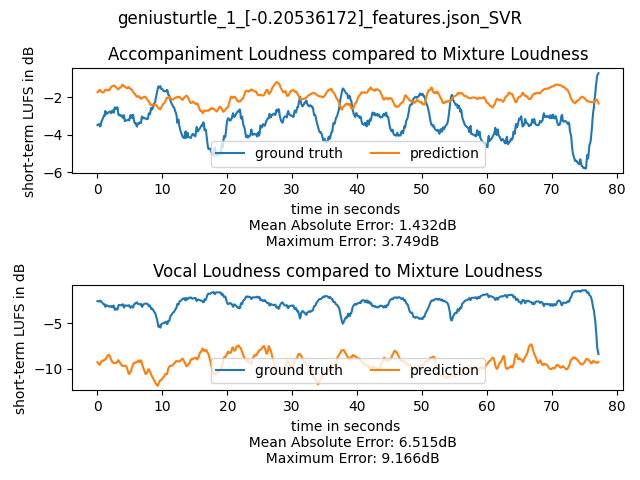 geniusturtle_1_[-0.20536172]_features.json_SVR
Accompaniment Loudness compared to Mixture Loudness
short-term LUFS in dB
−2
−4
−6
ground truth
prediction
0 10 20 30 40 50 60 70 80
time in seconds
Mean Absolute Error: 1.432dB
Maximum Error: 3.749dB
Vocal Loudness compared to Mixture Loudness
short-term LUFS in dB
−5
−10
ground truth
prediction
0 10 20 30 40 50 60 70 80
time in seconds
Mean Absolute Error: 6.515dB
Maximum Error: 9.166dB